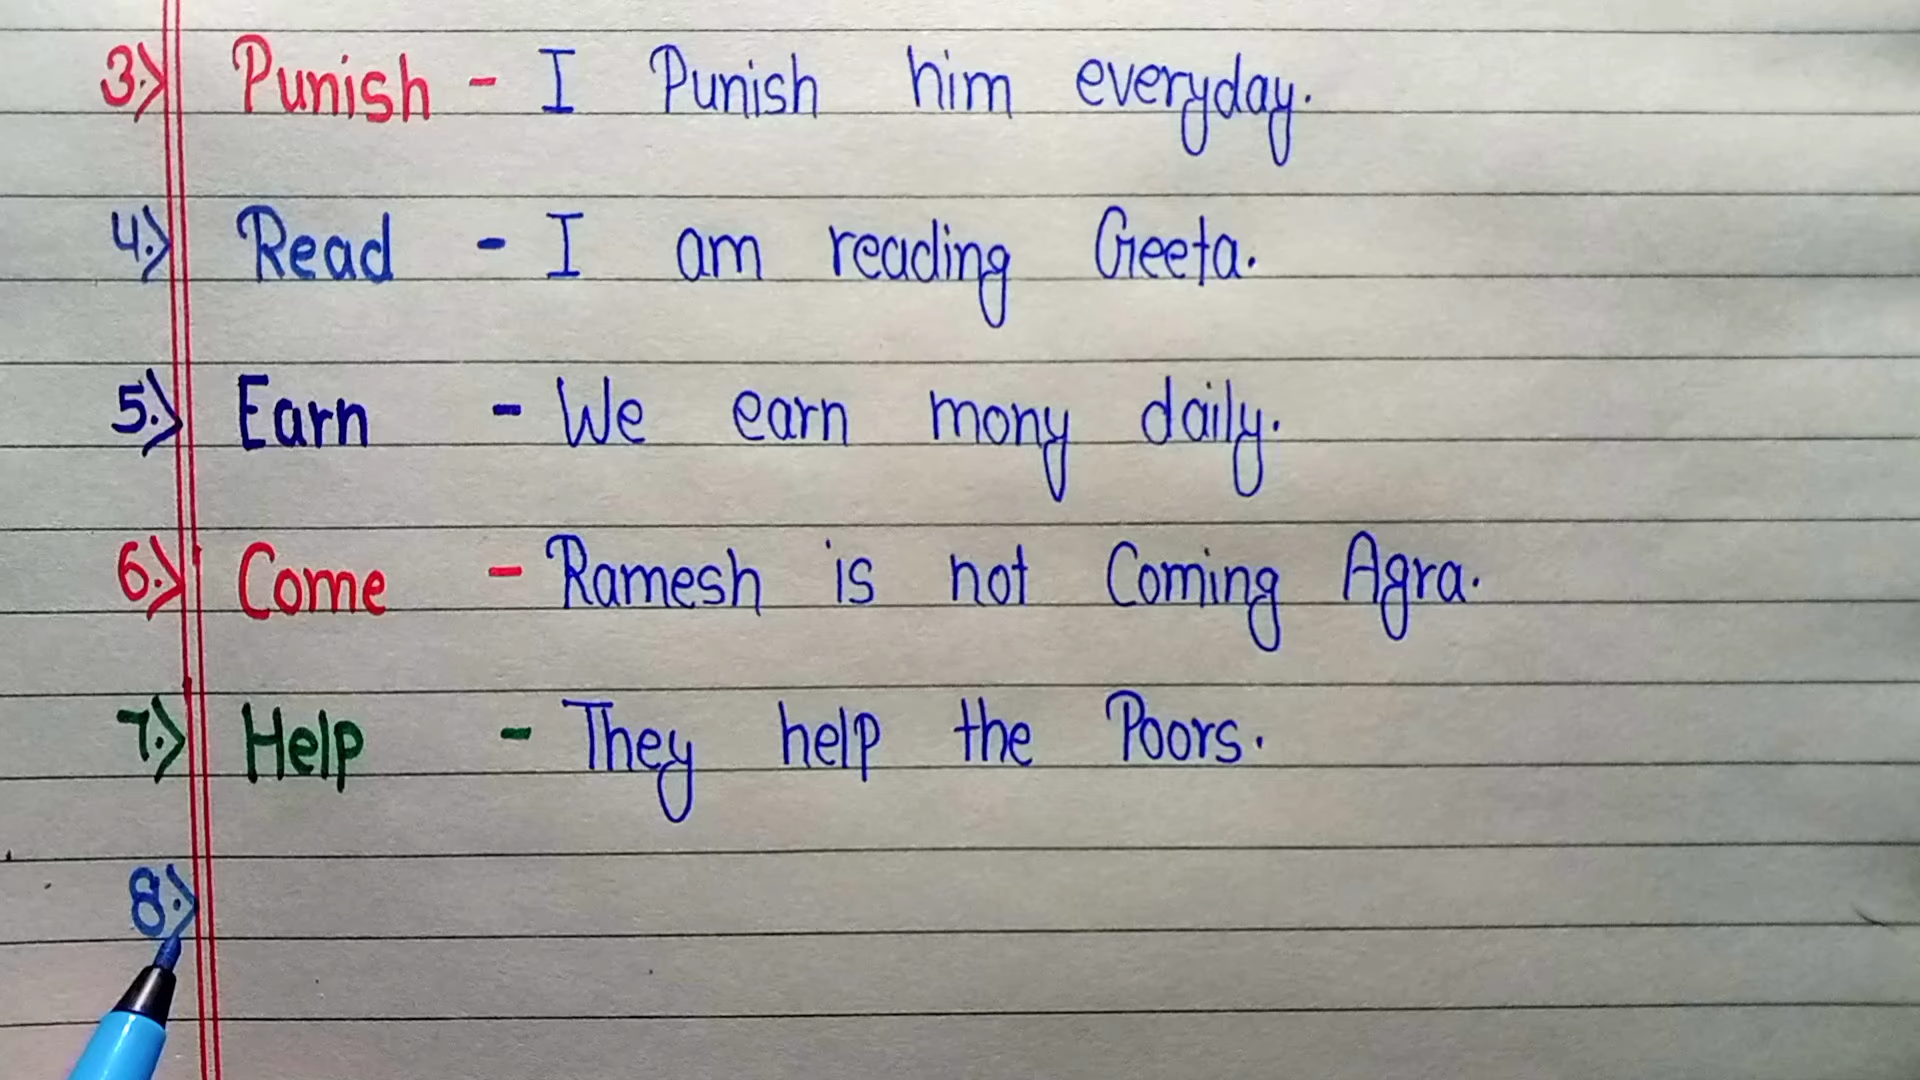 3.) Punish - I Punish him everyday.
4.) Read - I am reading Geeta.
5.) Earn - We earn mony daily.
6.) Come - Ramesh is not Coming Agra.
7.) Help - They help the Poors.
8.)